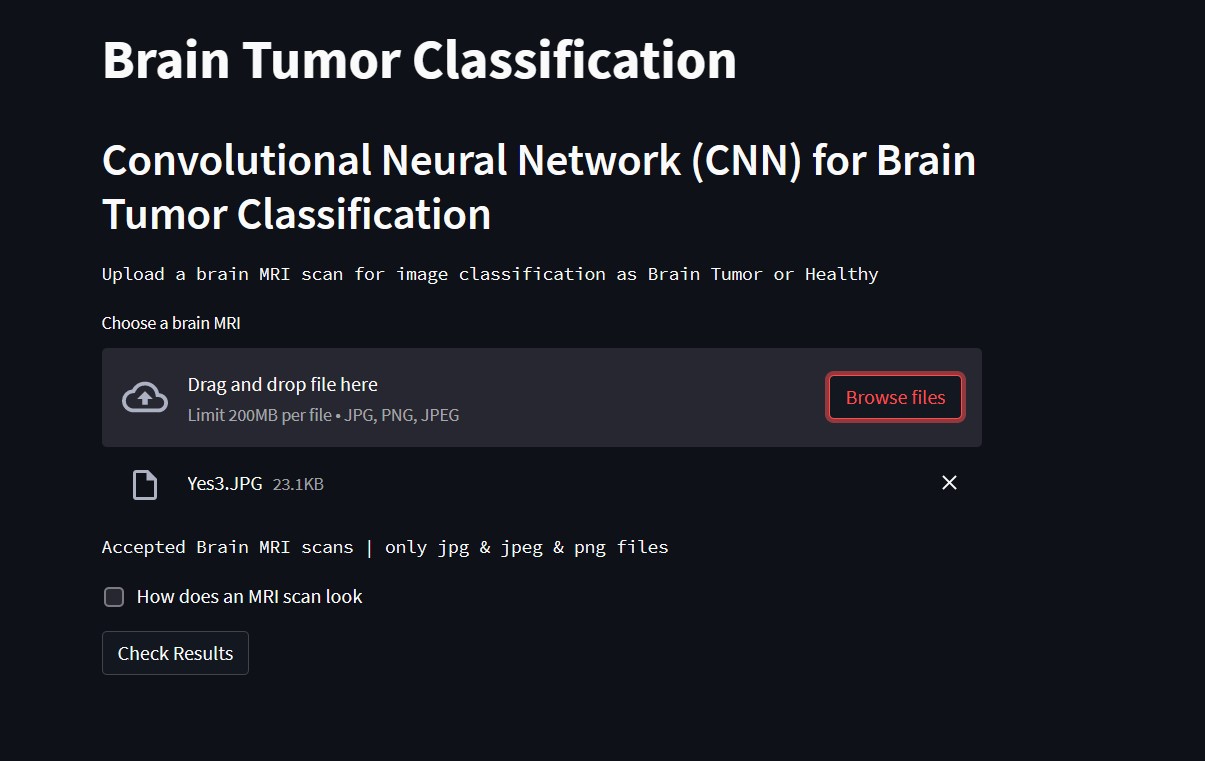 Brain Tumor Classification
Convolutional Neural Network (CNN) for Brain
Tumor Classification
Upload a brain MRI scan for image classification as Brain Tumor or Healthy
Choose a brain MRI
Drag and drop file here
Limit 200MB per file • JPG, PNG, JPEG
Browse files
Yes3.JPG 23.1KB
Accepted Brain MRI scans | only jpg & jpeg & png files
How does an MRI scan look
Check Results